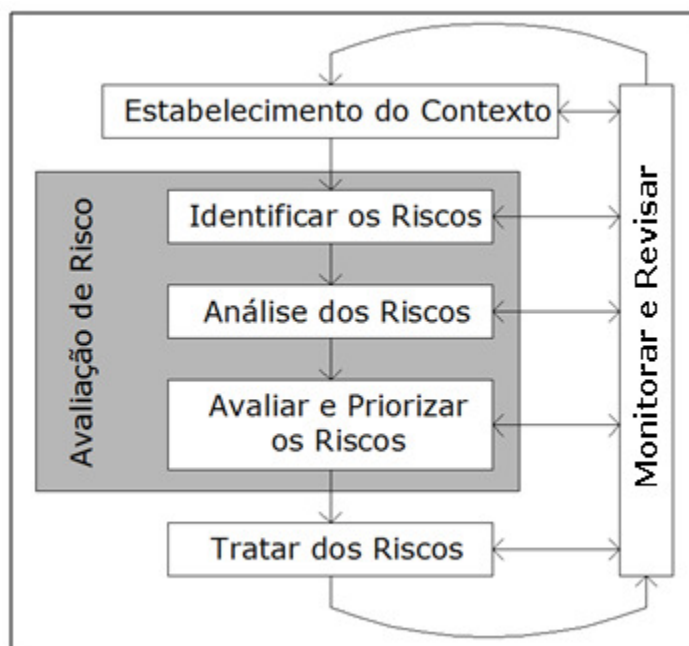 Estabelecimento do Contexto
Avaliação de Risco
Identificar os Riscos
Análise dos Riscos
Avaliar e Priorizar
os Riscos
Tratar dos Riscos
Monitorar e Revisar